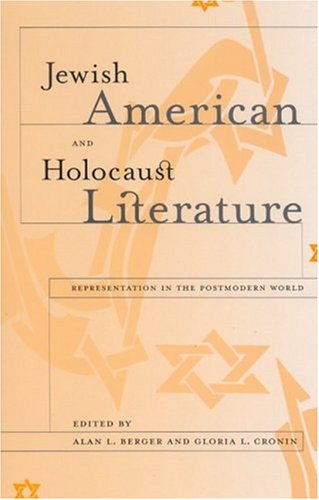 Jewish
American
AND
Holocaust
Literature
REPRESENTATION IN THE POSTMODERN WORLD
EDITED BY
ALAN L. BERGER AND GLORIA L. CRONIN